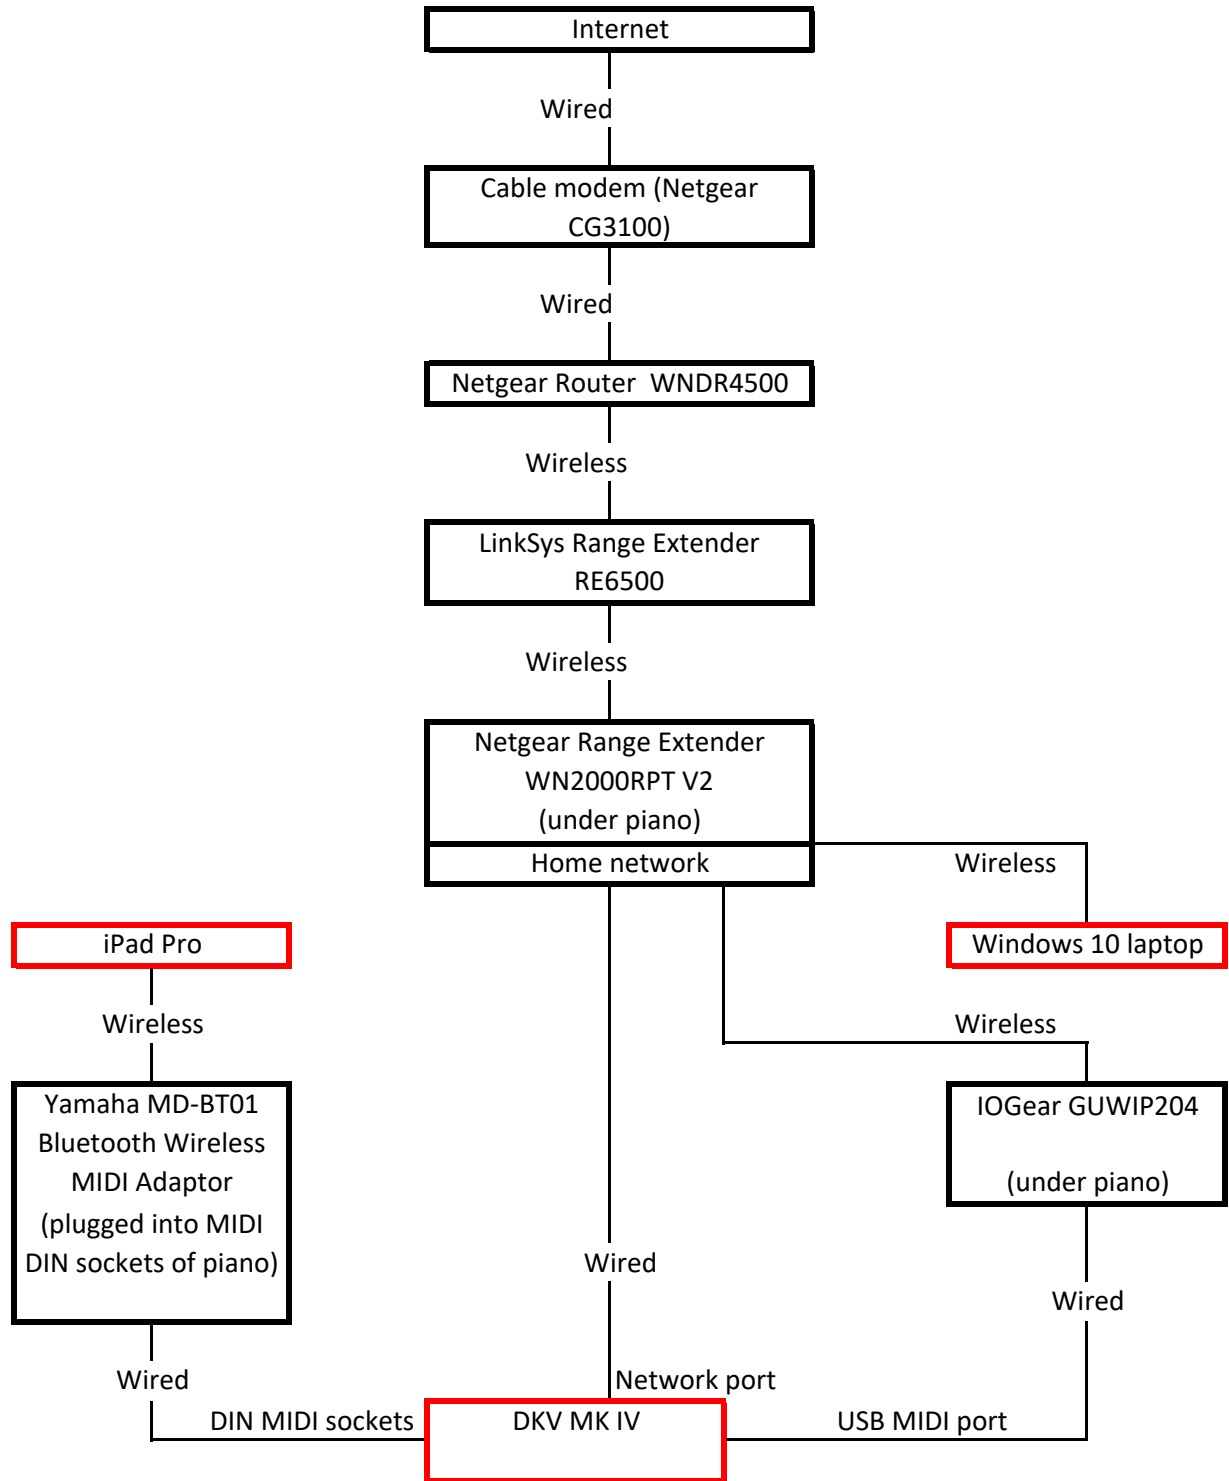 Internet
Wired
Cable modem (Netgear
CG3100)
Wired
Netgear Router  WNDR4500
Wireless
LinkSys Range Extender
RE6500
Wireless
Netgear Range Extender
WN2000RPT V2
(under piano)
Home network
Wireless
iPad Pro
Windows 10 laptop
Wireless
Wireless
Yamaha MD-BT01
Bluetooth Wireless
MIDI Adaptor
(plugged into MIDI
DIN sockets of piano)
IOGear GUWIP204
(under piano)
Wired
Wired
Wired
Network port
DIN MIDI sockets
DKV MK IV
USB MIDI port